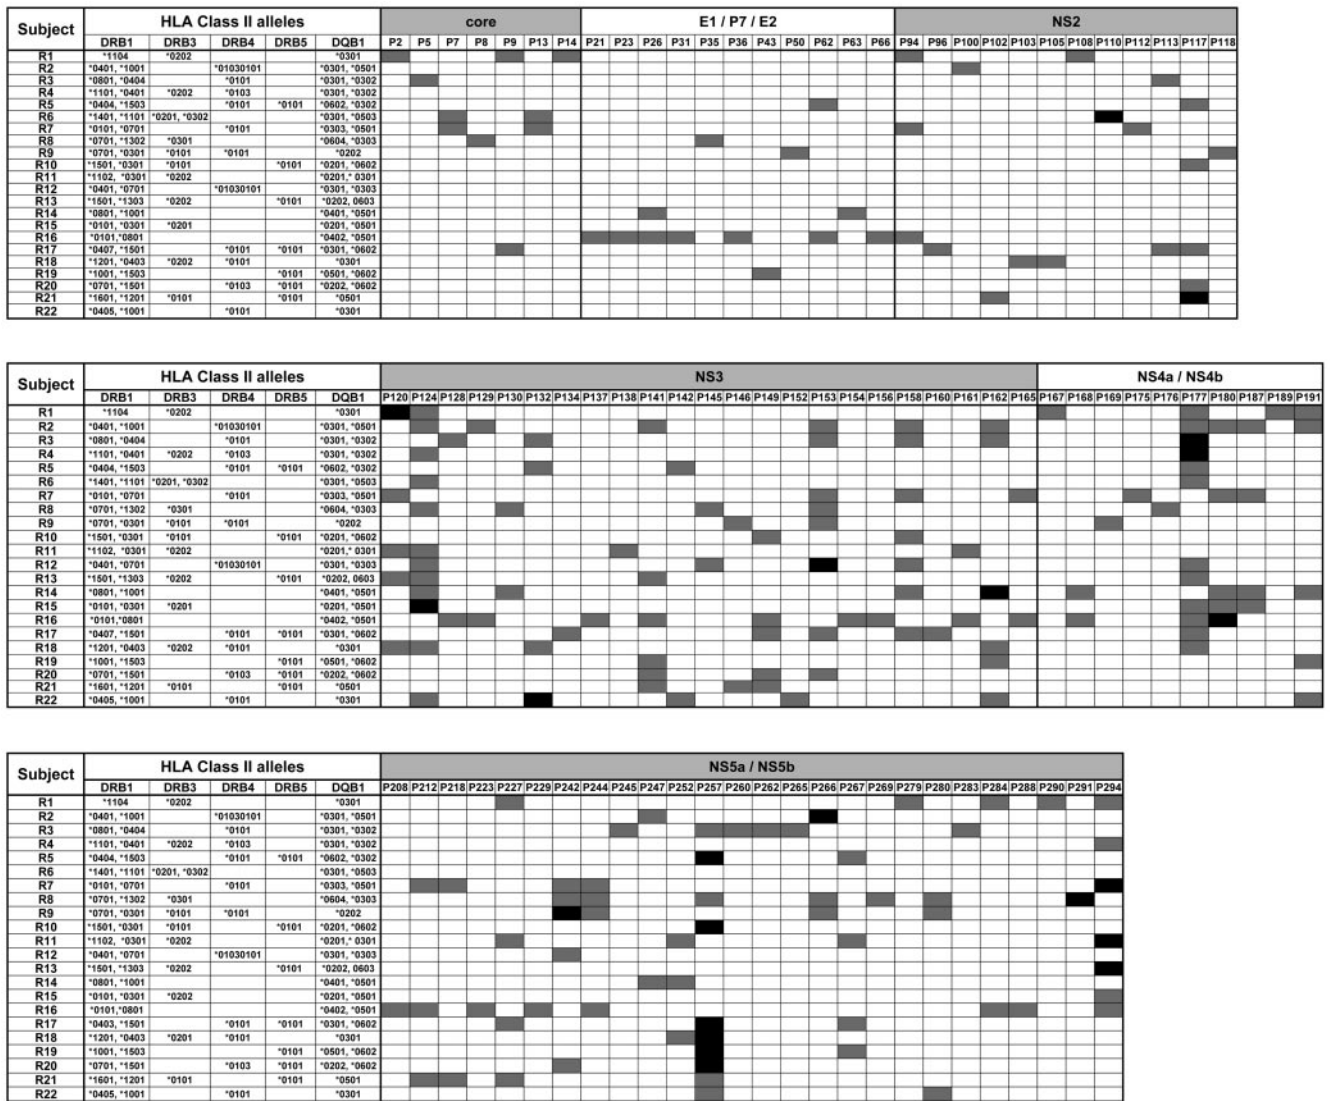 Subject HLA Class II alleles core E1 / P7 / E2 NS2
DRB1 DRB3 DRB4 DRB5 DQB1 P2 P5 P7 P8 P9 P13 P14 P21 P23 P26 P31 P35 P36 P43 P50 P62 P63 P66 P94 P96 P100 P102 P103 P105 P108 P110 P112 P113 P117 P118
R1 *1104 *0202 *0301
R2 *0401, *1001 *01030101 *0301, *0501
R3 *0801, *0404 *0101 *0301, *0302
R4 *1101, *0401 *0202 *0103 *0301, *0302
R5 *0404, *1503 *0101 *0101 *0602, *0302
R6 *1401, *1101 *0201, *0302 *0301, *0503
R7 *0101, *0701 *0101 *0303, *0501
R8 *0701, *1302 *0301 *0604, *0303
R9 *0701, *0301 *0101 *0101 *0202
R10 *1501, *0301 *0101 *0101 *0201, *0602
R11 *1102, *0301 *0202 *0201,* 0301
R12 *0401, *0701 *01030101 *0301, *0303
R13 *1501, *1303 *0202 *0101 *0202, 0603
R14 *0801, *1001 *0401, *0501
R15 *0101, *0301 *0201 *0201, *0501
R16 *0101,*0801 *0402, *0501
R17 *0407, *1501 *0101 *0101 *0301, *0602
R18 *1201, *0403 *0202 *0101 *0301
R19 *1001, *1503 *0101 *0501, *0602
R20 *0701, *1501 *0103 *0101 *0202, *0602
R21 *1601, *1201 *0101 *0101 *0501
R22 *0405, *1001 *0101 *0301
Subject HLA Class II alleles NS3 NS4a / NS4b
DRB1 DRB3 DRB4 DRB5 DQB1 P120 P124 P128 P129 P130 P132 P134 P137 P138 P141 P142 P145 P146 P149 P152 P153 P154 P156 P158 P160 P161 P162 P165 P167 P168 P169 P175 P176 P177 P180 P187 P189 P191
R1 *1104 *0202 *0301
R2 *0401, *1001 *01030101 *0301, *0501
R3 *0801, *0404 *0101 *0301, *0302
R4 *1101, *0401 *0202 *0103 *0301, *0302
R5 *0404, *1503 *0101 *0101 *0602, *0302
R6 *1401, *1101 *0201, *0302 *0301, *0503
R7 *0101, *0701 *0101 *0303, *0501
R8 *0701, *1302 *0301 *0604, *0303
R9 *0701, *0301 *0101 *0101 *0202
R10 *1501, *0301 *0101 *0101 *0201, *0602
R11 *1102, *0301 *0202 *0201,* 0301
R12 *0401, *0701 *01030101 *0301, *0303
R13 *1501, *1303 *0202 *0101 *0202, 0603
R14 *0801, *1001 *0401, *0501
R15 *0101, *0301 *0201 *0201, *0501
R16 *0101,*0801 *0402, *0501
R17 *0407, *1501 *0101 *0101 *0301, *0602
R18 *1201, *0403 *0202 *0101 *0301
R19 *1001, *1503 *0101 *0501, *0602
R20 *0701, *1501 *0103 *0101 *0202, *0602
R21 *1601, *1201 *0101 *0101 *0501
R22 *0405, *1001 *0101 *0301
Subject HLA Class II alleles NS5a / NS5b
DRB1 DRB3 DRB4 DRB5 DQB1 P208 P212 P218 P223 P227 P229 P242 P244 P245 P247 P252 P257 P260 P262 P265 P266 P267 P269 P279 P280 P283 P284 P288 P290 P291 P294
R1 *1104 *0202 *0301
R2 *0401, *1001 *01030101 *0301, *0501
R3 *0801, *0404 *0101 *0301, *0302
R4 *1101, *0401 *0202 *0103 *0301, *0302
R5 *0404, *1503 *0101 *0101 *0602, *0302
R6 *1401, *1101 *0201, *0302 *0301, *0503
R7 *0101, *0701 *0101 *0303, *0501
R8 *0701, *1302 *0301 *0604, *0303
R9 *0701, *0301 *0101 *0101 *0202
R10 *1501, *0301 *0101 *0101 *0201, *0602
R11 *1102, *0301 *0202 *0201,* 0301
R12 *0401, *0701 *01030101 *0301, *0303
R13 *1501, *1303 *0202 *0101 *0202, 0603
R14 *0801, *1001 *0401, *0501
R15 *0101, *0301 *0202 *0201, *0501
R16 *0101,*0801 *0402, *0501
R17 *0403, *1501 *0101 *0101 *0301, *0602
R18 *1201, *0403 *0201 *0101 *0301
R19 *1001, *1503 *0101 *0501, *0602
R20 *0701, *1501 *0103 *0101 *0202, *0602
R21 *1601, *1201 *0101 *0101 *0501
R22 *0405, *1001 *0101 *0301